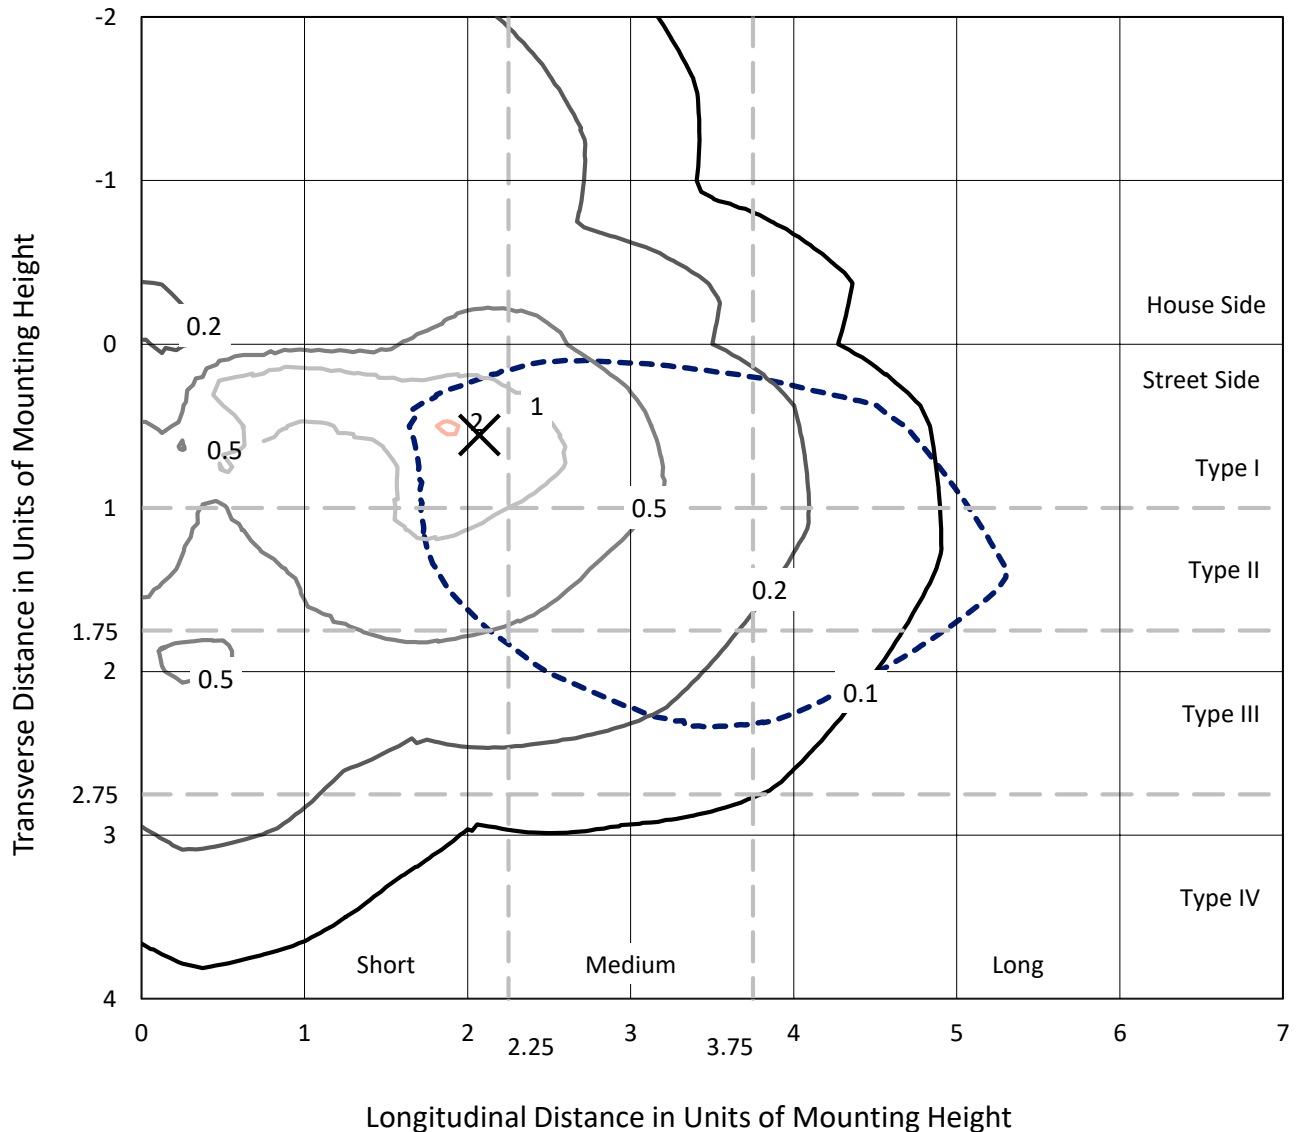 -2
-1
House Side
0.2
0
Street Side
1
2
0.5
Type I
1
0.5
Type II
0.2
1.75
2
0.5
0.1
Type III
2.75
3
Type IV
Short Medium Long
4
0 1 2 3 4 5 6 7
2.25 3.75
Longitudinal Distance in Units of Mounting Height
Transverse Distance in Units of Mounting Height